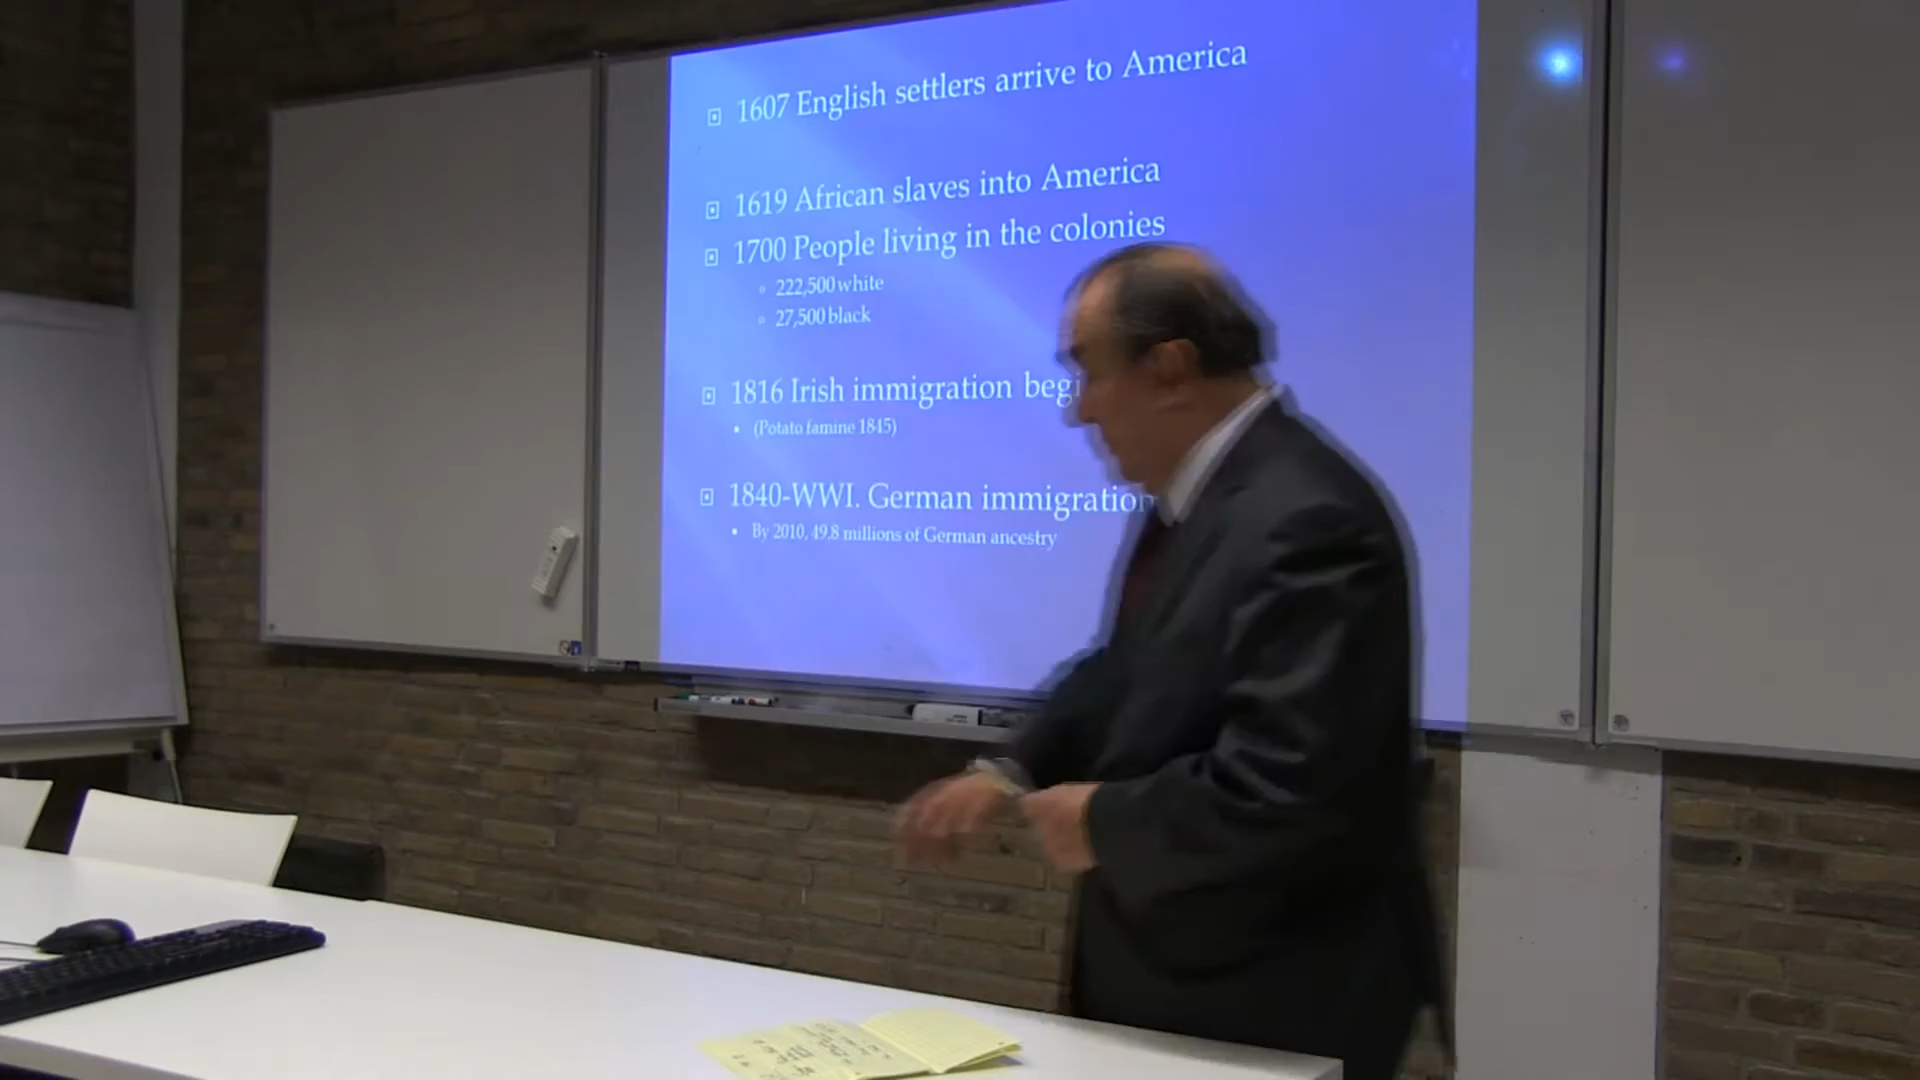 1607 English settlers arrive to America
1619 African slaves into America
1700 People living in the colonies
222,500 white
27,500 black
1816 Irish immigration
(Potato famine 1845)
1840-WWI. German immigration
By 2010, 49.8 millions of German ancestry